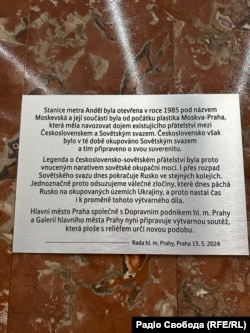 Stanice metra Anděl byla otevřena v roce 1985 pod názvem
Moskevská a její součástí byla od počátku plastika Moskva-Praha,
která měla navozovat dojem existujícího přátelství mezi
Československem a Sovětským svazem. Československo však
bylo v té době okupováno Sovětským svazem
a tím připraveno o svou suverenitu.
Legenda o československo-sovětském přátelství byla proto
vnuceným narativem sovětské okupační moci. I přes rozpad
Sovětského svazu dnes pokračuje Rusko ve stejných kolejích.
Jednoznačně proto odsuzujeme válečné zločiny, které dnes páchá
Rusko na okupovaných územích Ukrajiny, a proto nastal čas
i k proměně tohoto výtvarného díla.
Hlavní město Praha společně s Dopravním podnikem hl. m. Prahy
a Galerií hlavního města Prahy nyní připravuje výtvarnou soutěž,
která ploše s reliéfem určí novou podobu.
Rada hl. m. Prahy, Praha 13. 5. 2024
Радіо Свобода (RFE/RL)